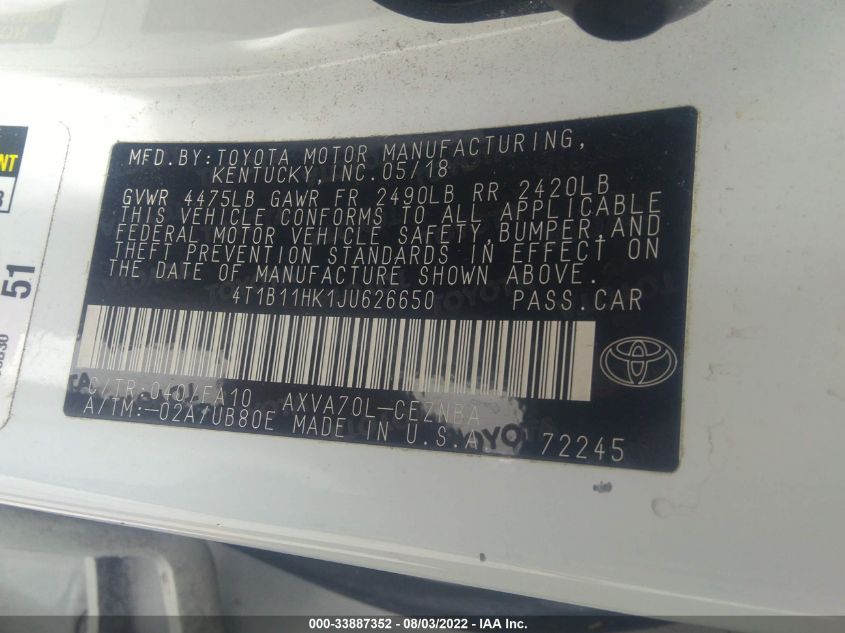 MFD.BY:TOYOTA MOTOR MANUFACTURING,
KENTUCKY,INC.05/18
GVWR 4475LB GAWR FR 2490LB RR 2420LB
THIS VEHICLE CONFORMS TO ALL APPLICABLE
FEDERAL MOTOR VEHICLE SAFETY,BUMPER,AND
THEFT PREVENTION STANDARDS IN EFFECT ON
THE DATE OF MANUFACTURE SHOWN ABOVE.
4T1B11HK1JU626650 PASS.CAR
C/TR:040/FA10 AXVA70L-CEZNBA
A/TM:-02A/UB80E MADE IN U.S.A. 72245
51
000-33887352 - 08/03/2022 - IAA Inc.